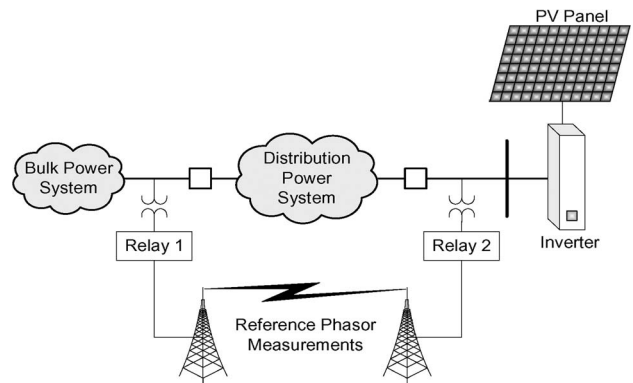 PV Panel
Bulk Power
System
Distribution
Power
System
Relay 1
Relay 2
Inverter
Reference Phasor
Measurements